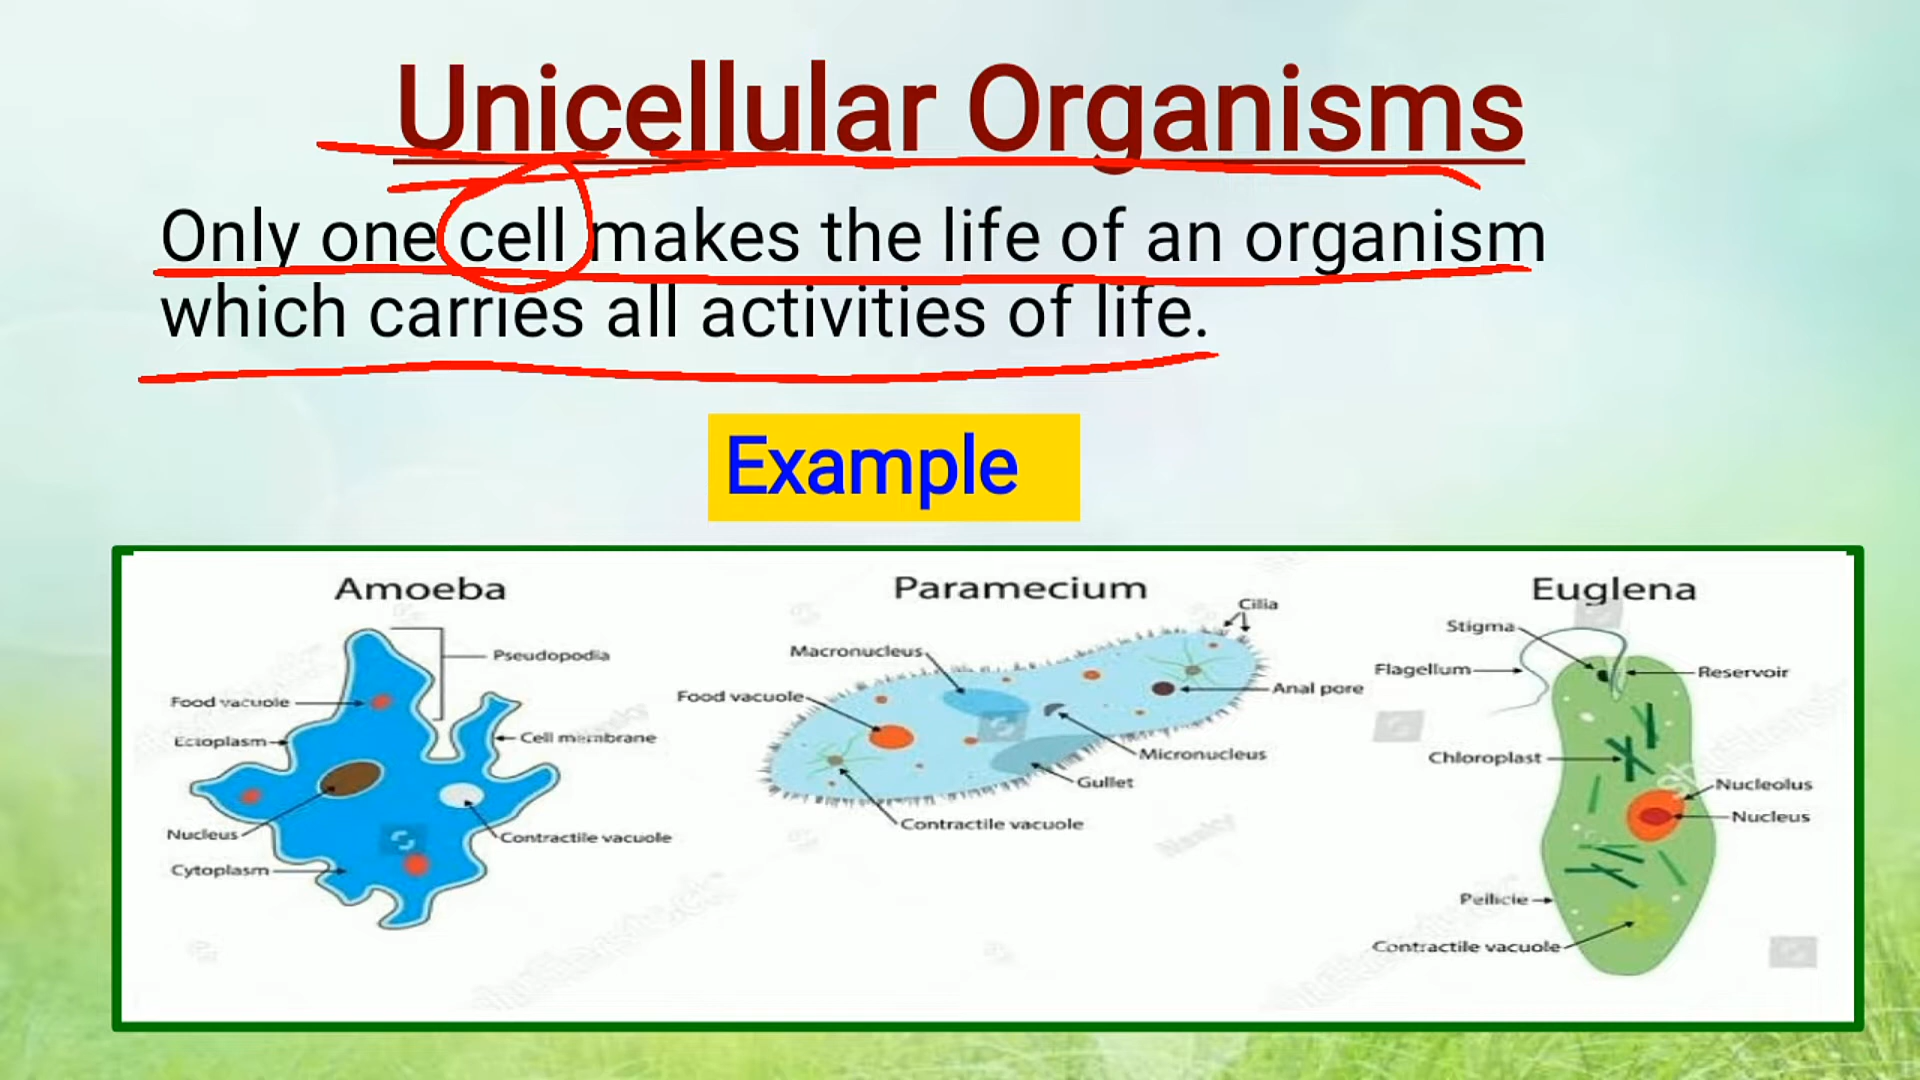 Unicellular Organisms
Only one cell makes the life of an organism
which carries all activities of life.
Example
Amoeba
Pseudopodia
Food vacuole
Ectoplasm
Cell membrane
Nucleus
Contractile vacuole
Cytoplasm
Paramecium
Cilia
Macronucleus
Food vacuole
Anal pore
Micronucleus
Gullet
Contractile vacuole
Euglena
Stigma
Flagellum
Reservoir
Chloroplast
Nucleolus
Nucleus
Pellicle
Contractile vacuole